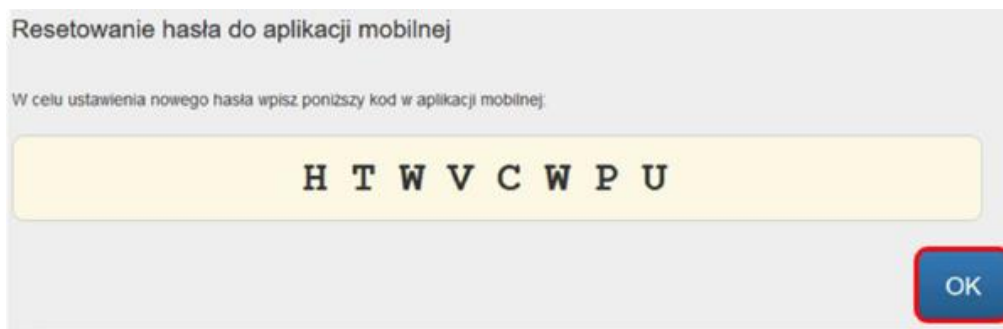 Resetowanie hasła do aplikacji mobilnej
W celu ustawienia nowego hasła wpisz poniższy kod w aplikacji mobilnej:
H T W V C W P U
OK